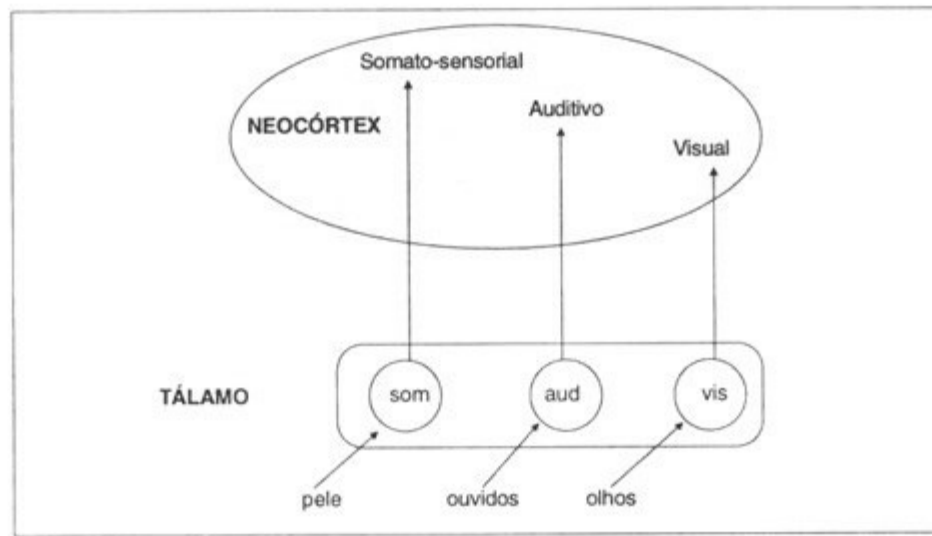 Somato-sensorial
Auditivo
NEOCÓRTEX
Visual
TÁLAMO
som
aud
vis
pele
ouvidos
olhos